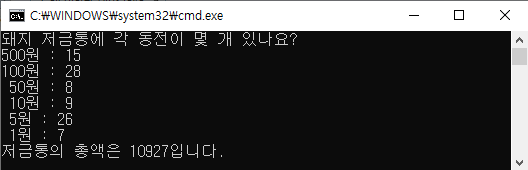 C:\WINDOWS\system32\cmd.exe
돼지 저금통에 각 동전이 몇 개 있나요?
500원 : 15
100원 : 28
50원 : 8
10원 : 9
5원 : 26
1원 : 7
저금통의 총액은 10927입니다.